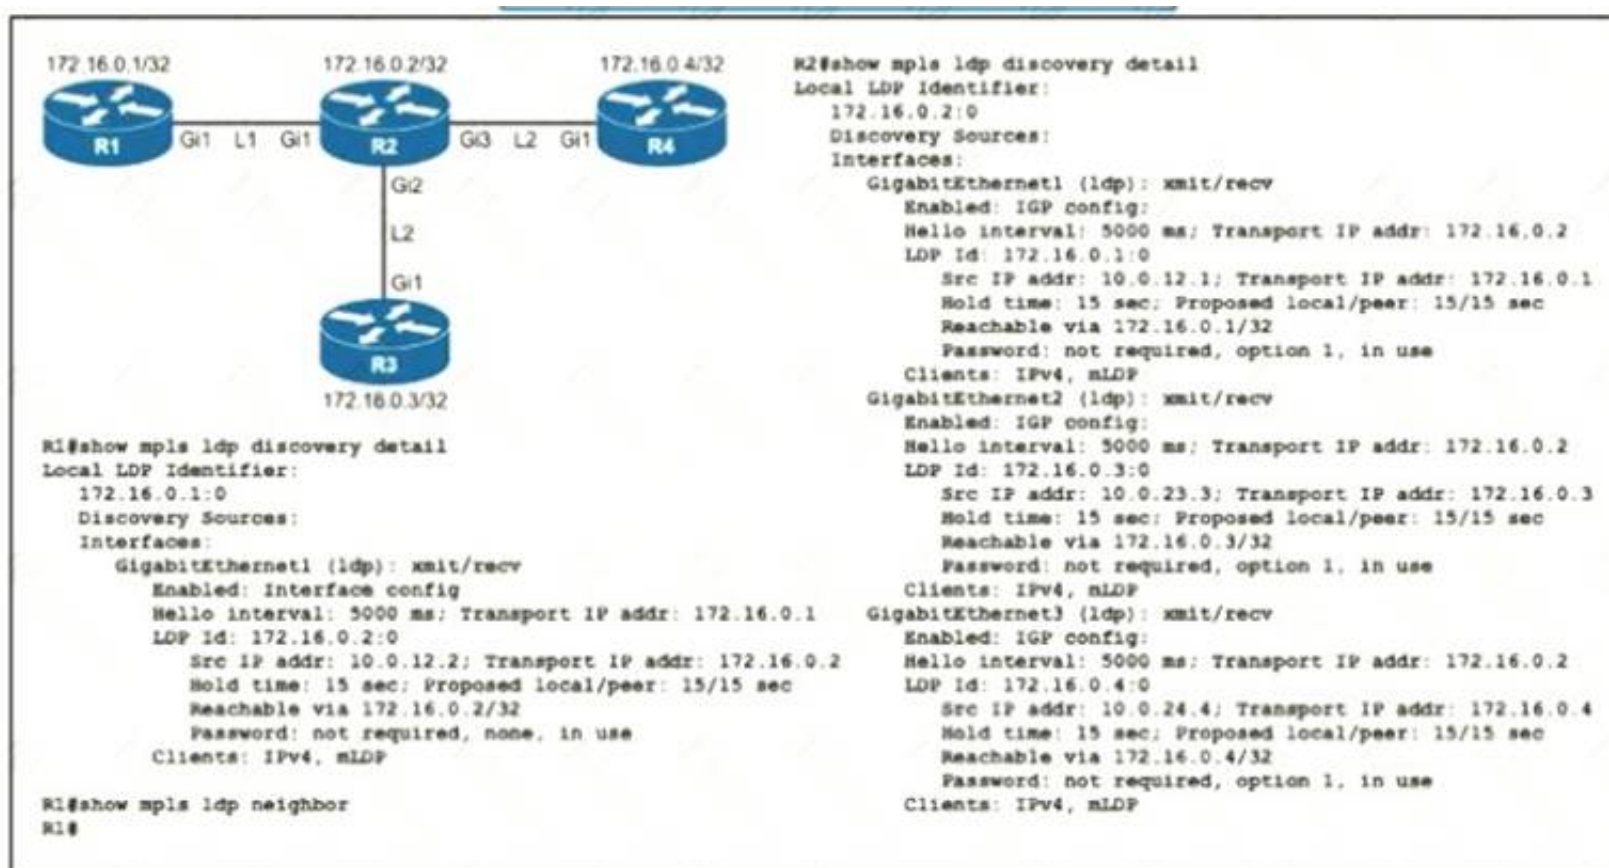 172.16.0.1/32
172.16.0.2/32
172.16.0.4/32
R1
Gi1
L1
Gi1
R2
Gi3
L2
Gi1
R4
Gi2
L2
Gi1
R3
172.16.0.3/32
R1#show mpls ldp discovery detail
Local LDP Identifier:
172.16.0.1:0
Discovery Sources:
Interfaces:
GigabitEthernet1 (ldp): xmit/recv
Enabled: Interface config
Hello interval: 5000 ms; Transport IP addr: 172.16.0.1
LDP Id: 172.16.0.2:0
Src IP addr: 10.0.12.2; Transport IP addr: 172.16.0.2
Hold time: 15 sec; Proposed local/peer: 15/15 sec
Reachable via 172.16.0.2/32
Password: not required, none, in use
Clients: IPv4, mLDP
R1#show mpls ldp neighbor
R1#
R2#show mpls ldp discovery detail
Local LDP Identifier:
172.16.0.2:0
Discovery Sources:
Interfaces:
GigabitEthernet1 (ldp): xmit/recv
Enabled: IGP config;
Hello interval: 5000 ms; Transport IP addr: 172.16.0.2
LDP Id: 172.16.0.1:0
Src IP addr: 10.0.12.1; Transport IP addr: 172.16.0.1
Hold time: 15 sec; Proposed local/peer: 15/15 sec
Reachable via 172.16.0.1/32
Password: not required, option 1, in use
Clients: IPv4, mLDP
GigabitEthernet2 (ldp): xmit/recv
Enabled: IGP config;
Hello interval: 5000 ms; Transport IP addr: 172.16.0.2
LDP Id: 172.16.0.3:0
Src IP addr: 10.0.23.3; Transport IP addr: 172.16.0.3
Hold time: 15 sec; Proposed local/peer: 15/15 sec
Reachable via 172.16.0.3/32
Password: not required, option 1, in use
Clients: IPv4, mLDP
GigabitEthernet3 (ldp): xmit/recv
Enabled: IGP config;
Hello interval: 5000 ms; Transport IP addr: 172.16.0.2
LDP Id: 172.16.0.4:0
Src IP addr: 10.0.24.4; Transport IP addr: 172.16.0.4
Hold time: 15 sec; Proposed local/peer: 15/15 sec
Reachable via 172.16.0.4/32
Password: not required, option 1, in use
Clients: IPv4, mLDP